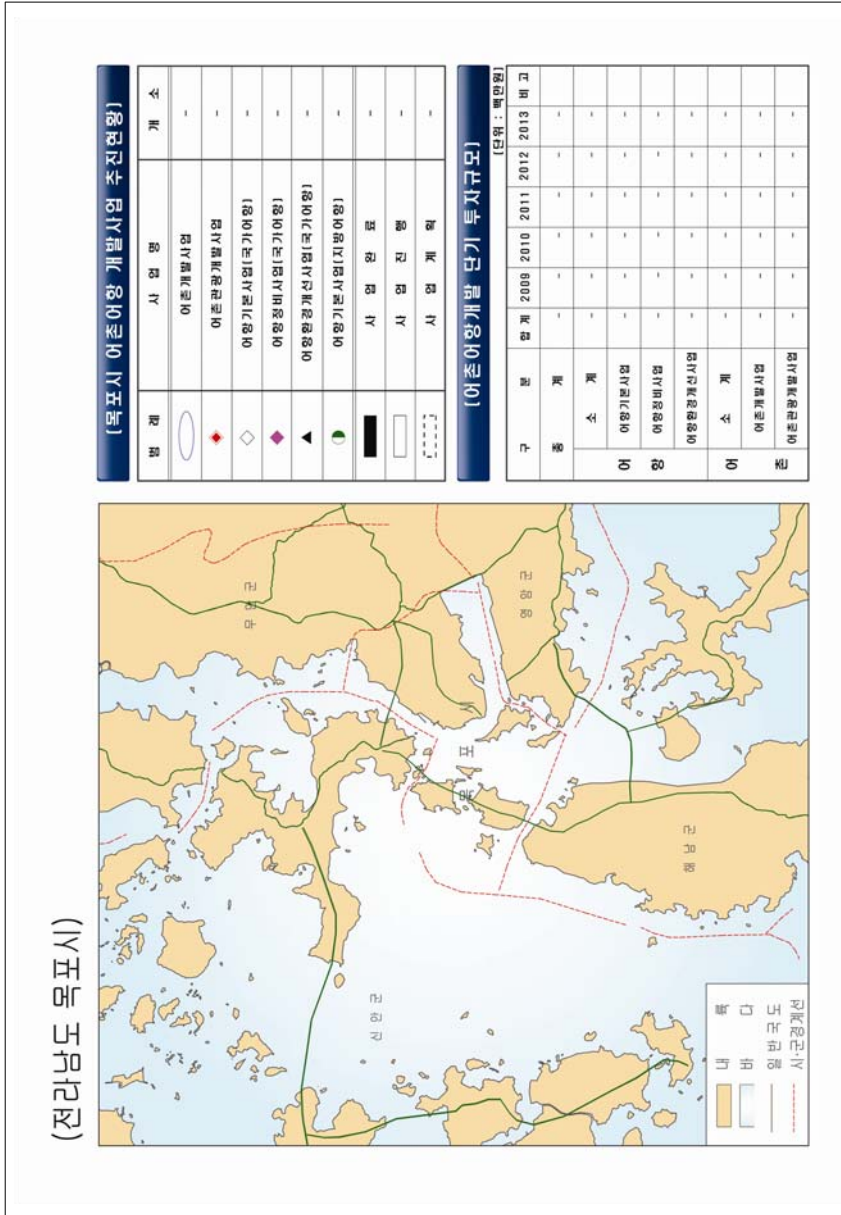 (전라남도 목포시)
무안군
영암군
목포시
신안군
해남군
내 륙
바 다
일반국도
시·군경계선
(목포시 어촌어항 개발사업 추진현황)
범 례 사 업 명 개 소
어촌개발사업 -
어촌관광개발사업 -
어항기본사업(국가어항) -
어항정비사업(국가어항) -
어항환경개선사업(국가어항) -
어항기본사업(지방어항) -
사 업 완 료 -
사 업 진 행 -
사 업 계 획 -
(어촌어항개발 단기 투자규모)
(단위 : 백만원)
구 분 합 계 2009 2010 2011 2012 2013 비 고
총 계 - - - - - -
어 항
소 계 - - - - - -
어항기본사업 - - - - - -
어항정비사업 - - - - - -
어항환경개선사업 - - - - - -
어 촌
소 계 - - - - - -
어촌개발사업 - - - - - -
어촌관광개발사업 - - - - - -